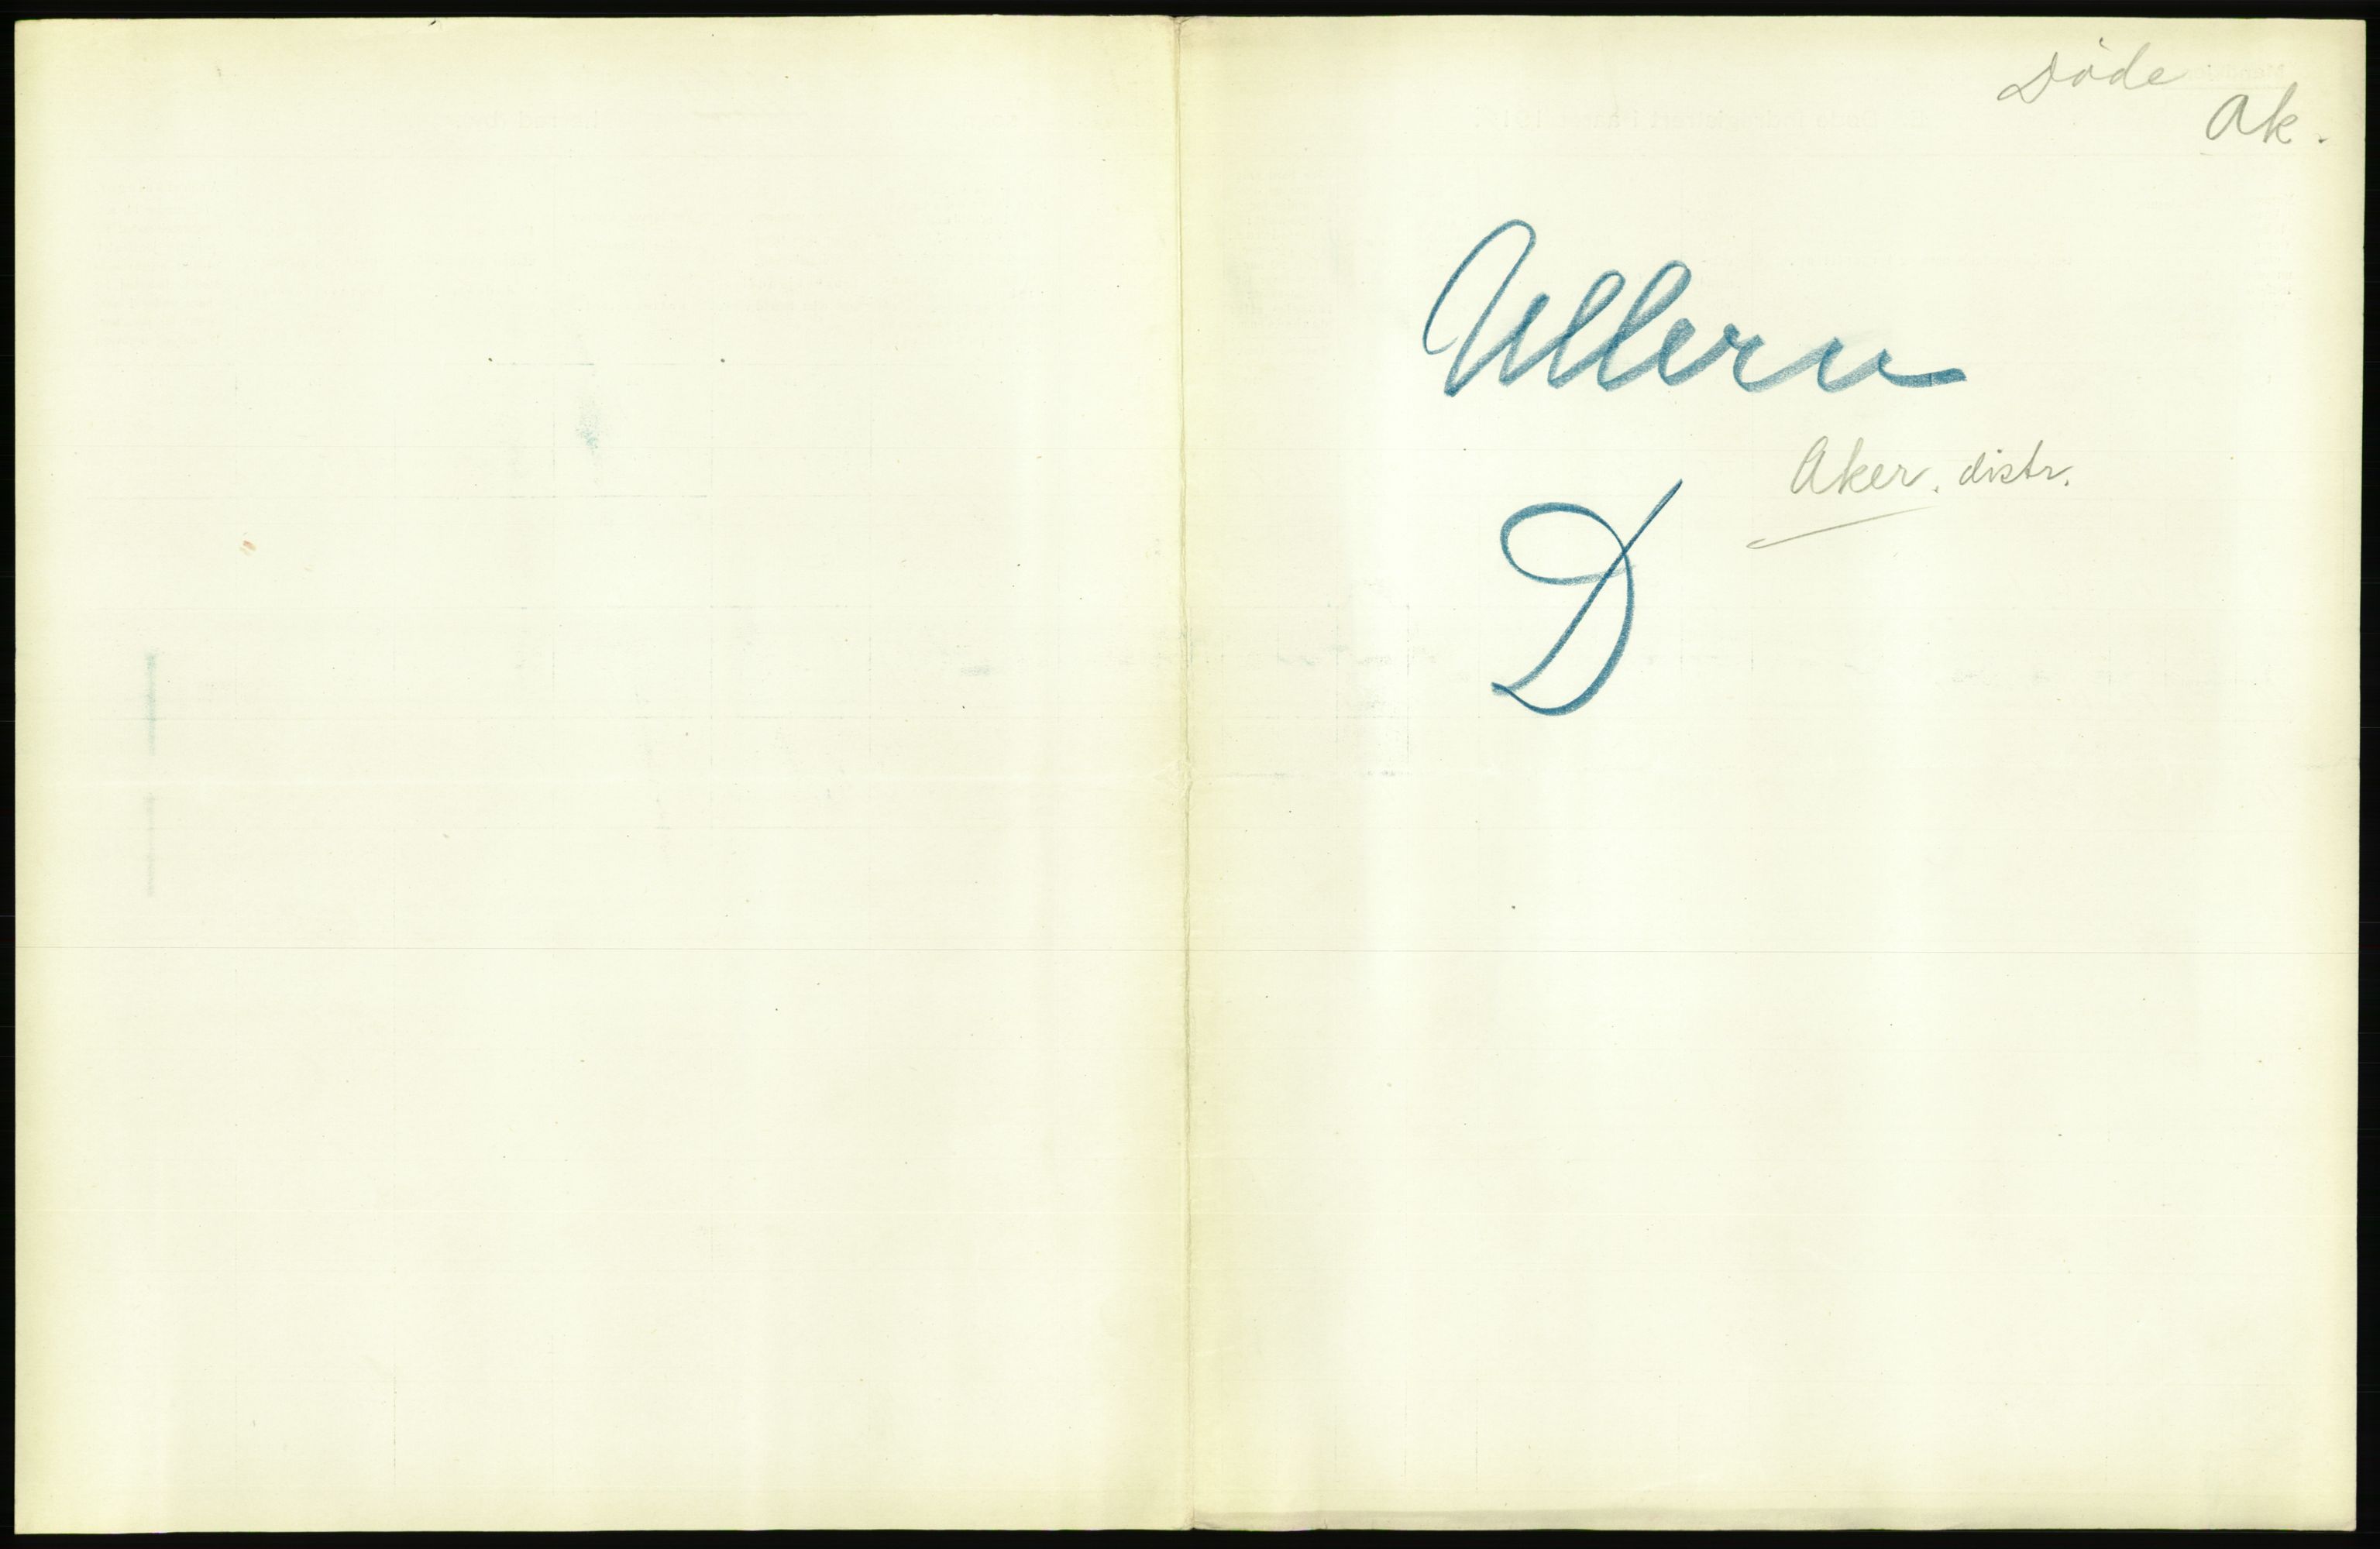 Døde
Ak.
Ullern
Aker. distr.
D